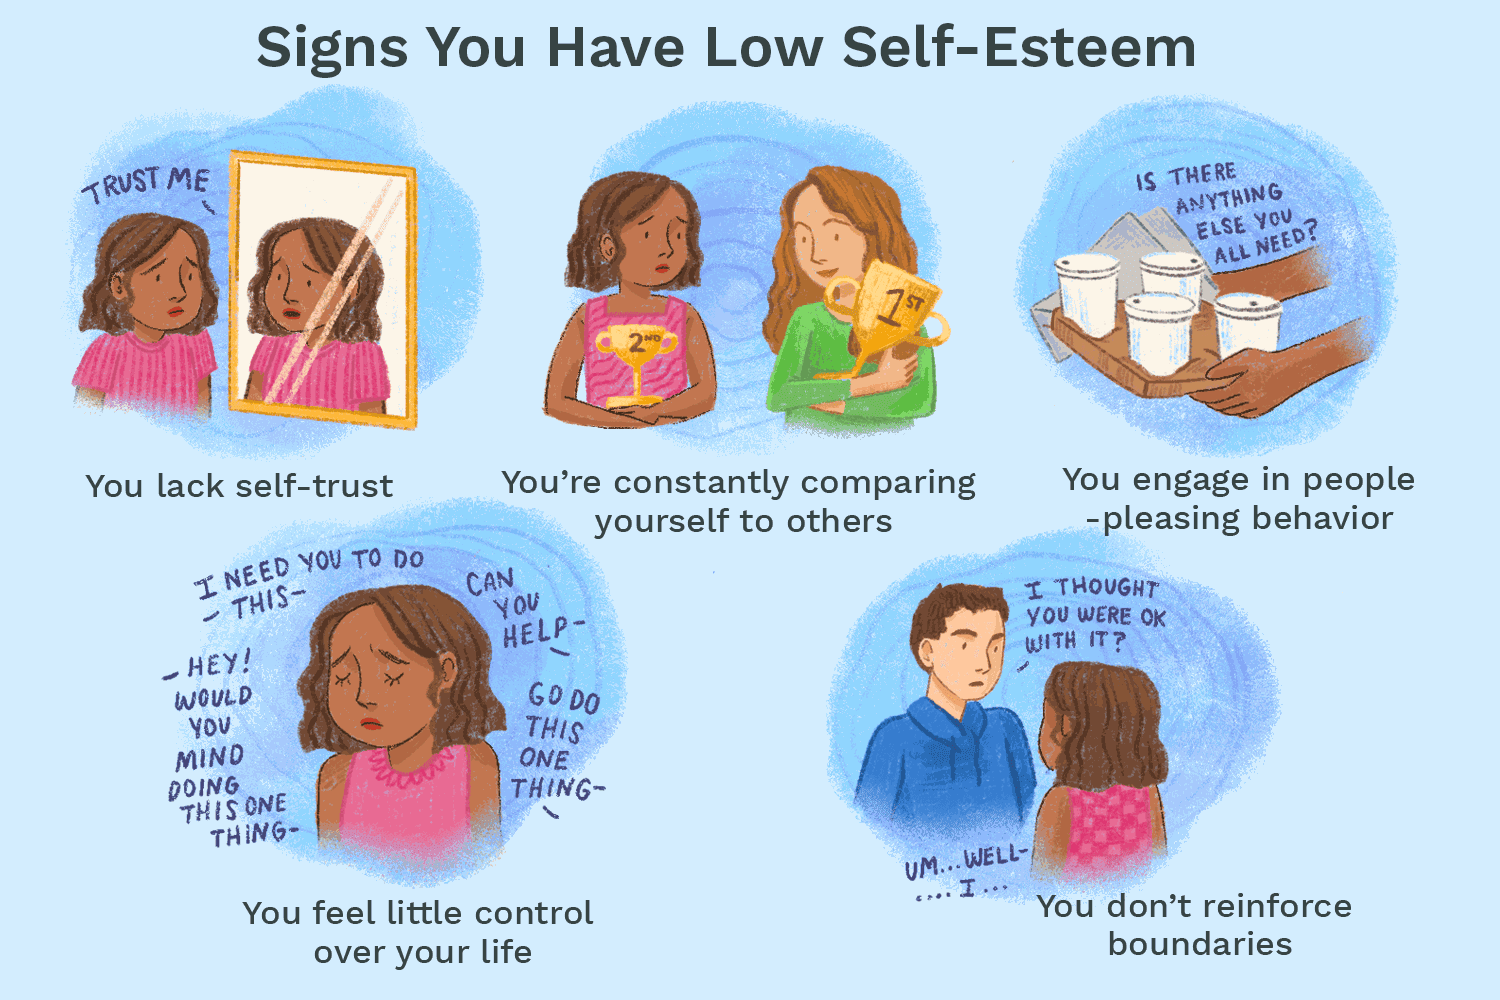 Signs You Have Low Self-Esteem
TRUST ME
You lack self-trust
2ND
1ST
You're constantly comparing
yourself to others
IS THERE
ANYTHING
ELSE YOU
ALL NEED?
You engage in people
-pleasing behavior
I NEED YOU TO DO
THIS-
CAN
YOU
HELP-
HEY!
WOULD
YOU
MIND
DOING
THIS ONE
THING-
GO DO
THIS
ONE
THING-
You feel little control
over your life
I THOUGHT
YOU WERE OK
WITH IT?
UM...WELL-
.... I ...
You don't reinforce
boundaries